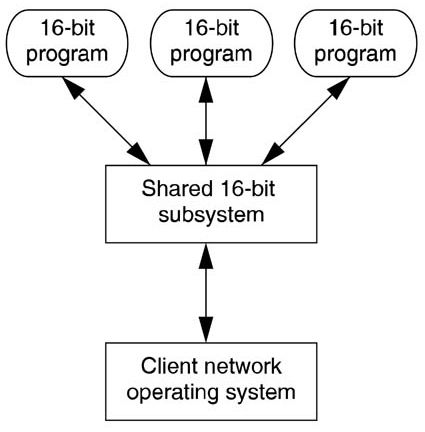 16-bit
program
16-bit
program
16-bit
program
Shared 16-bit
subsystem
Client network
operating system